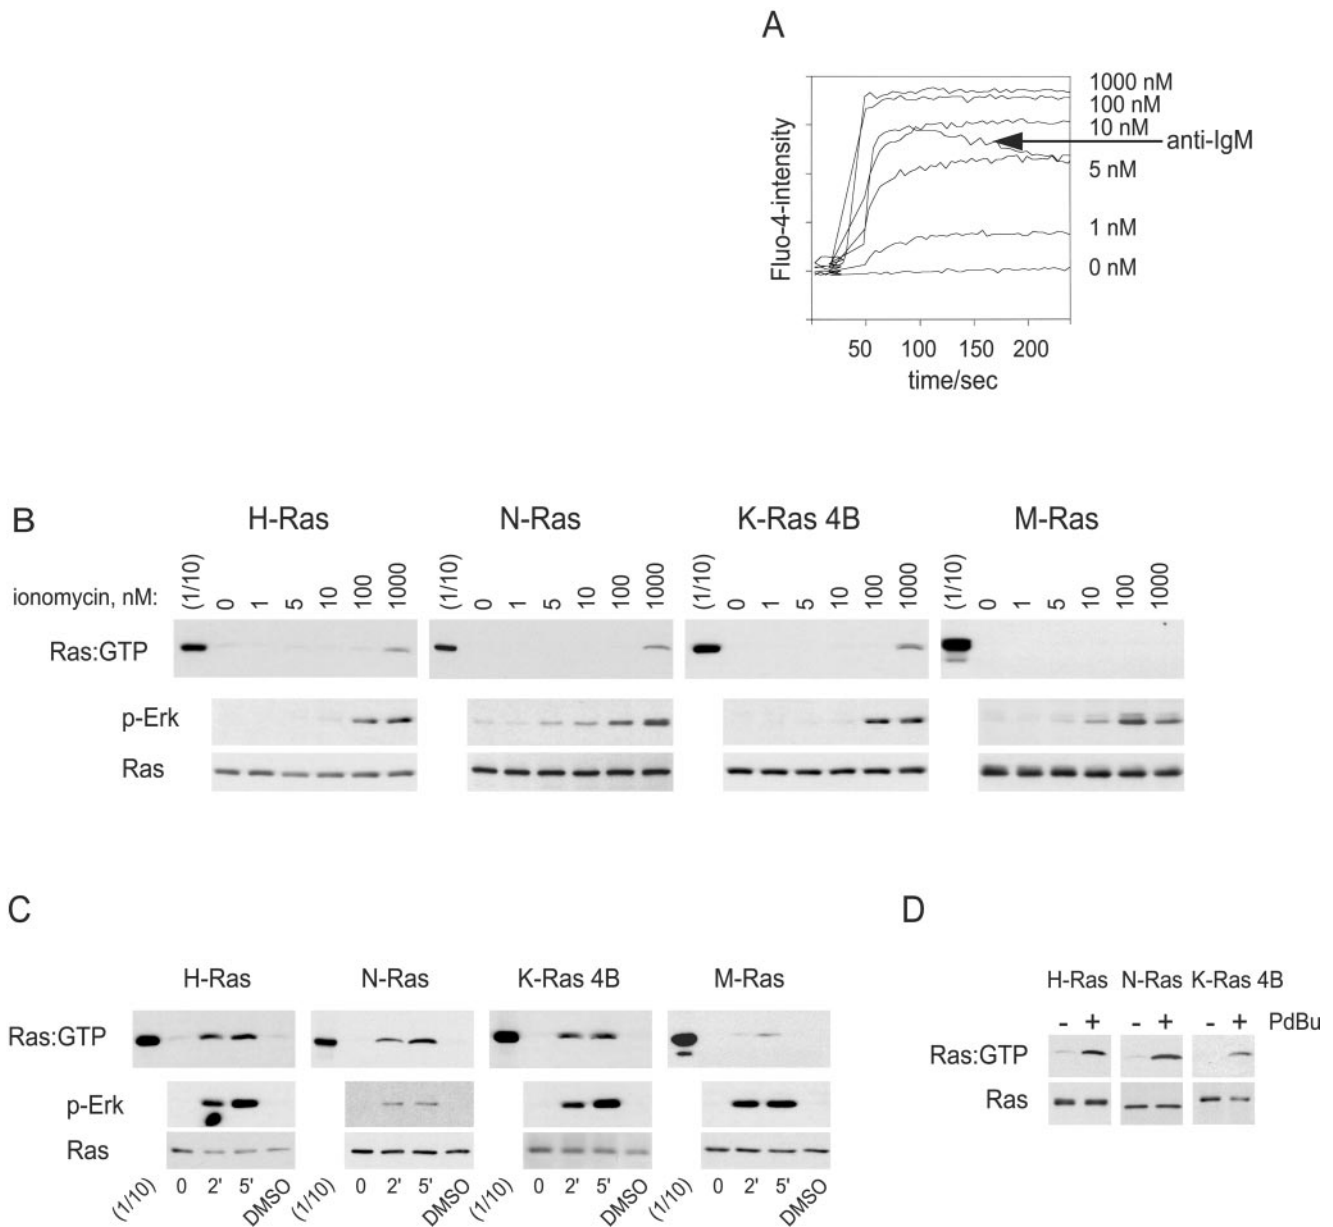 A
Fluo-4-intensity
1000 nM
100 nM
10 nM
anti-IgM
5 nM
1 nM
0 nM
50 100 150 200
time/sec
B
H-Ras N-Ras K-Ras 4B M-Ras
ionomycin, nM: (1/10) 0 1 5 10 100 1000 (1/10) 0 1 5 10 100 1000 (1/10) 0 1 5 10 100 1000 (1/10) 0 1 5 10 100 1000
Ras:GTP
p-Erk
Ras
C
H-Ras N-Ras K-Ras 4B M-Ras
Ras:GTP
p-Erk
Ras
(1/10) 0 2' 5' DMSO (1/10) 0 2' 5' DMSO (1/10) 0 2' 5' DMSO (1/10) 0 2' 5' DMSO
D
H-Ras N-Ras K-Ras 4B
- + - + - + PdBu
Ras:GTP
Ras